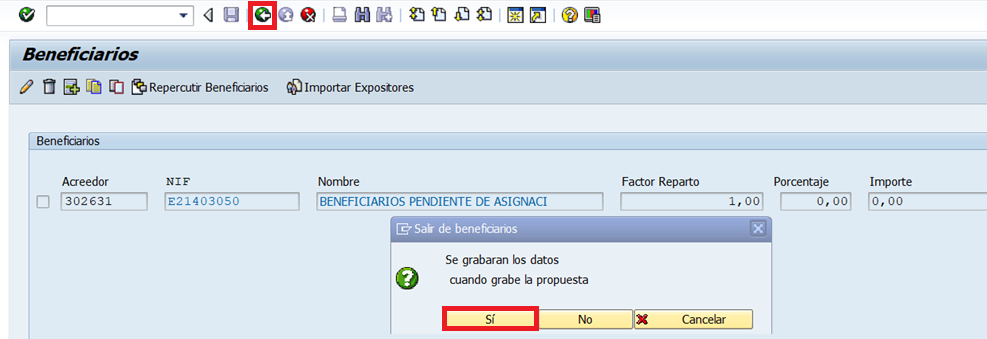 Beneficiarios
Repercutir Beneficiarios Importar Expositores
Beneficiarios
Acreedor NIF Nombre Factor Reparto Porcentaje Importe
302631 E21403050 BENEFICIARIOS PENDIENTE DE ASIGNACI 1,00 0,00 0,00
Salir de beneficiarios
Se grabaran los datos
cuando grabe la propuesta
Sí No Cancelar